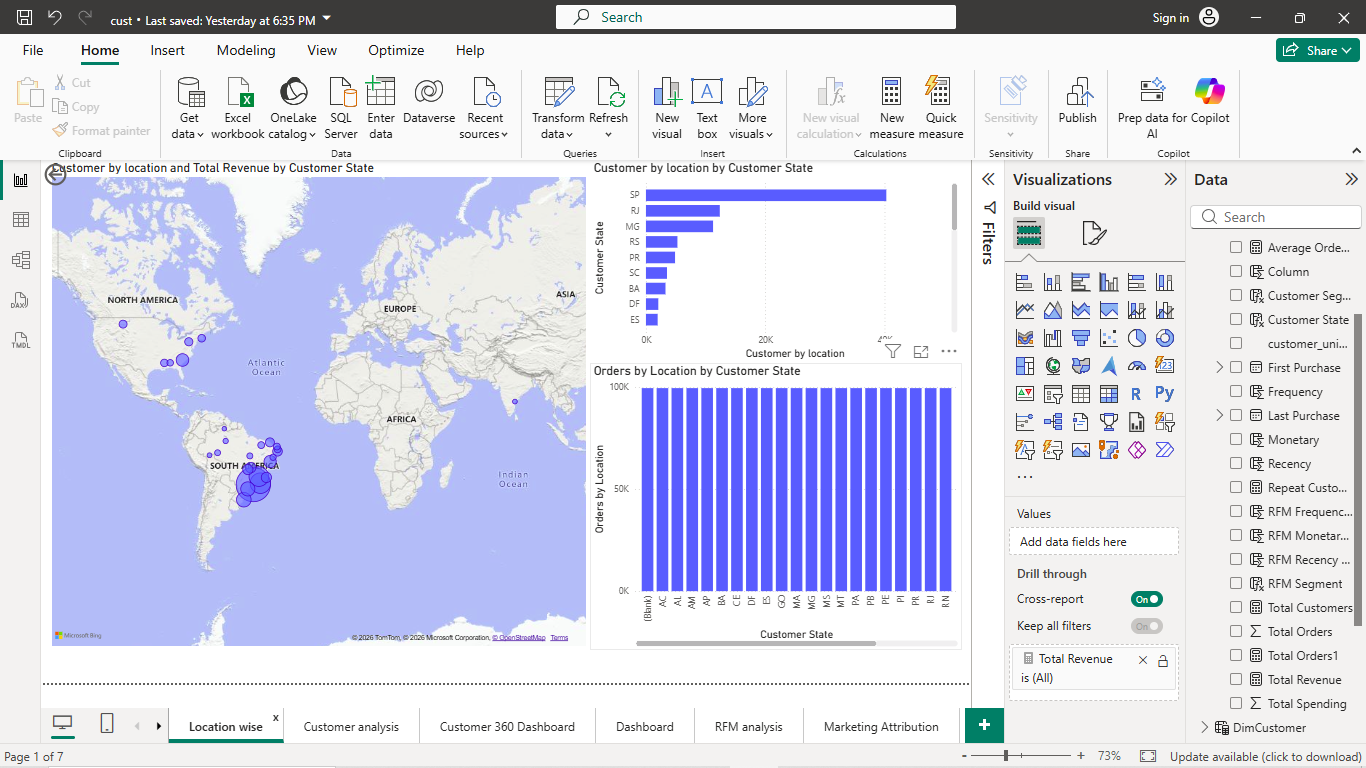 cust • Last saved: Yesterday at 6:35 PM
Search
Sign in
File Home Insert Modeling View Optimize Help
Share
Paste
Cut
Copy
Format painter
Clipboard
Get data
Excel workbook
OneLake catalog
SQL Server
Enter data
Dataverse
Recent sources
Data
Transform data
Refresh
Queries
New visual
Text box
More visuals
Insert
New visual calculation
New measure
Quick measure
Calculations
Sensitivity
Sensitivity
Publish
Share
Prep data for AI
Copilot
Copilot
DAX
TMDL
Customer by location and Total Revenue by Customer State
NORTH AMERICA
EUROPE
ASIA
Atlantic Ocean
AFRICA
SOUTH AMERICA
Indian Ocean
Microsoft Bing
© 2026 TomTom, © 2026 Microsoft Corporation, © OpenStreetMap Terms
Customer by location by Customer State
Customer State
SP
RJ
MG
RS
PR
SC
BA
DF
ES
0K 20K 40K
Customer by location
Orders by Location by Customer State
Orders by Location
100K
50K
0K
(Blank) AC AL AM AP BA CE DF ES GO MA MG MS MT PA PB PE PI PR RJ RN
Customer State
Filters
Visualizations
Build visual
R
Py
123
...
Values
Add data fields here
Drill through
Cross-report On
Keep all filters On
Total Revenue
is (All)
Data
Search
Average Orde...
Column
Customer Seg...
Customer State
customer_uni...
First Purchase
Frequency
Last Purchase
Monetary
Recency
Repeat Custo...
RFM Frequenc...
RFM Monetar...
RFM Recency ...
RFM Segment
Total Customers
Total Orders
Total Orders1
Total Revenue
Total Spending
DimCustomer
Location wise x
Customer analysis
Customer 360 Dashboard
Dashboard
RFM analysis
Marketing Attribution
+
Page 1 of 7
- + 73%
Update available (click to download)